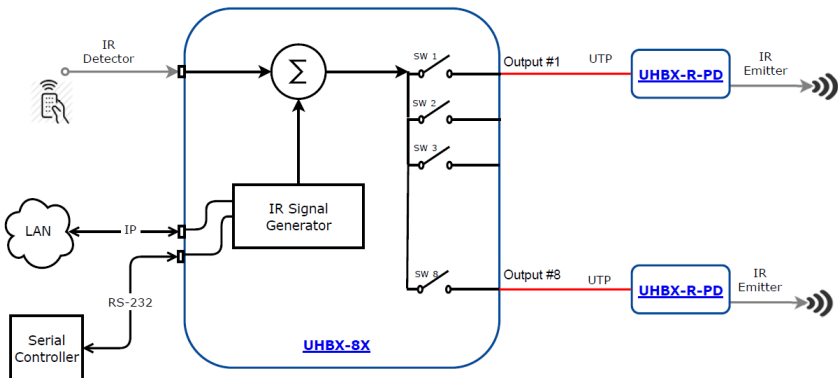 IR
Detector
Σ
SW 1
Output #1
UTP
UHBX-R-PD
IR
Emitter
SW 2
SW 3
IR Signal
Generator
LAN
IP
RS-232
Serial
Controller
SW 8
Output #8
UTP
UHBX-R-PD
IR
Emitter
UHBX-8X